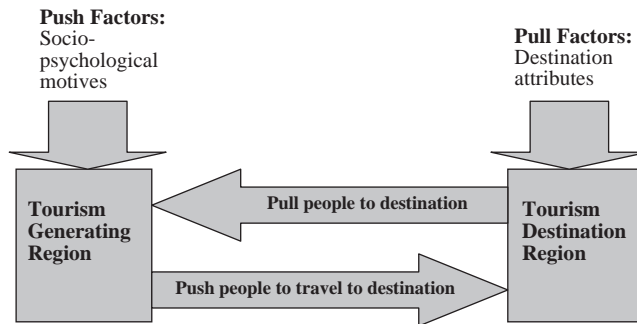 Push Factors:
Socio-
psychological
motives
Pull Factors:
Destination
attributes
Tourism
Generating
Region
Pull people to destination
Push people to travel to destination
Tourism
Destination
Region